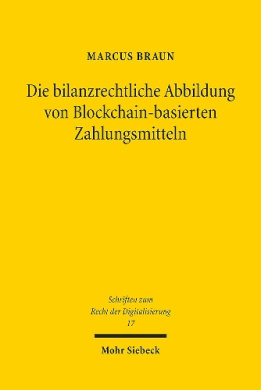 MARCUS BRAUN
Die bilanzrechtliche Abbildung
von Blockchain-basierten
Zahlungsmitteln
Schriften zum
Recht der Digitalisierung
17
Mohr Siebeck